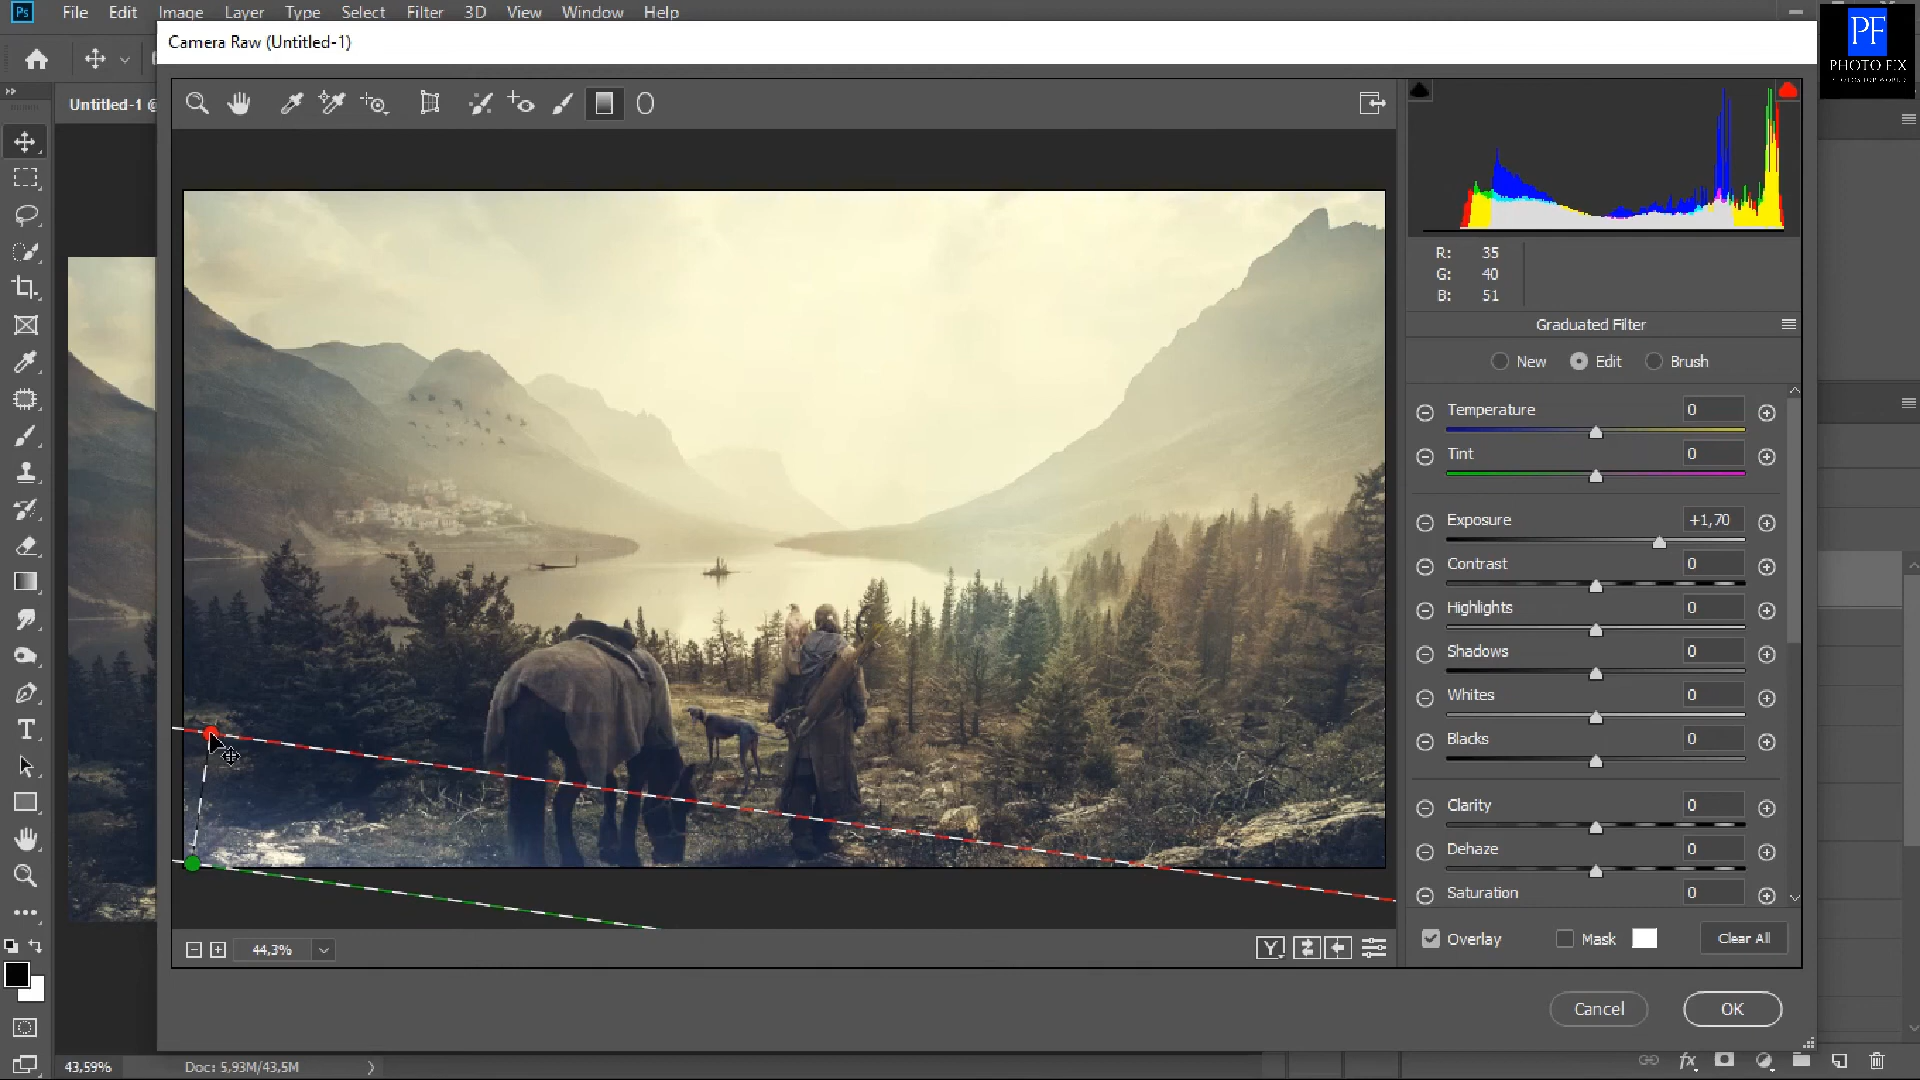 Ps File Edit Image Layer Type Select Filter 3D View Window Help
PF
PHOTO FIX
Camera Raw (Untitled-1)
Untitled-1 @
R: 35
G: 40
B: 51
Graduated Filter
New Edit Brush
Temperature 0
Tint 0
Exposure +1,70
Contrast 0
Highlights 0
Shadows 0
Whites 0
Blacks 0
Clarity 0
Dehaze 0
Saturation 0
Overlay Mask Clear All
44,3% Y
Cancel OK
43,59% Doc: 5,93M/43,5M
fx